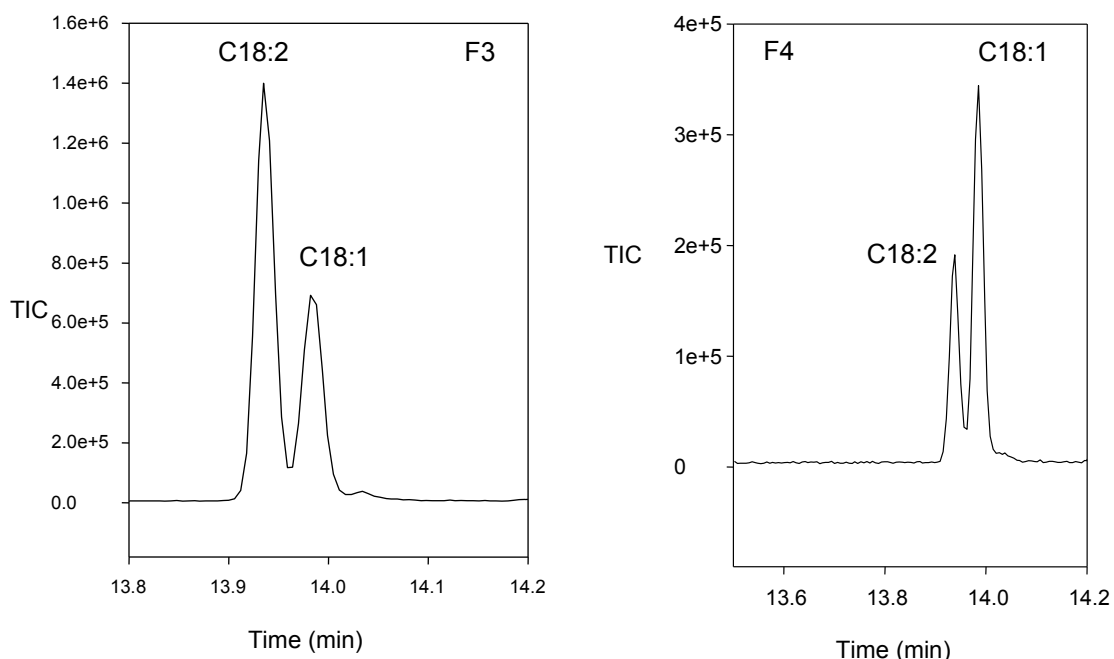 1.6e+6
C18:2
F3
1.4e+6
1.2e+6
1.0e+6
C18:1
8.0e+5
TIC
6.0e+5
4.0e+5
2.0e+5
0.0
13.8 13.9 14.0 14.1 14.2
Time (min)
4e+5
F4
C18:1
3e+5
TIC
C18:2
2e+5
1e+5
0
13.6 13.8 14.0 14.2
Time (min)